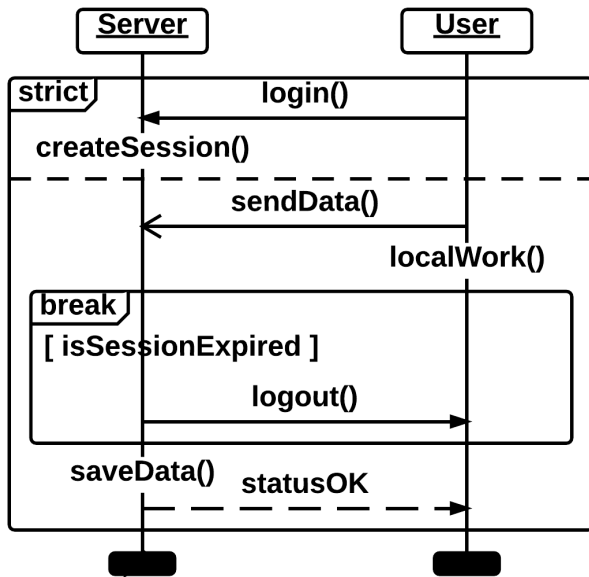 Server
User
strict
login()
createSession()
sendData()
localWork()
break
[ isSessionExpired ]
logout()
saveData()
statusOK